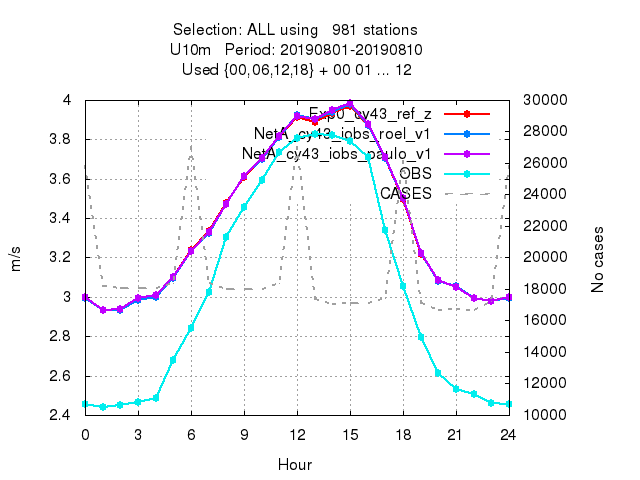 Selection: ALL using   981 stations
U10m   Period: 20190801-20190810
Used {00,06,12,18} + 00 01 ... 12
Exp0_cy43_ref_z
NetA_cy43_iobs_roel_v1
NetA_cy43_iobs_paulo_v1
OBS
CASES
4
3.8
3.6
3.4
3.2
3
2.8
2.6
2.4
m/s
30000
28000
26000
24000
22000
20000
18000
16000
14000
12000
10000
No cases
0 3 6 9 12 15 18 21 24
Hour